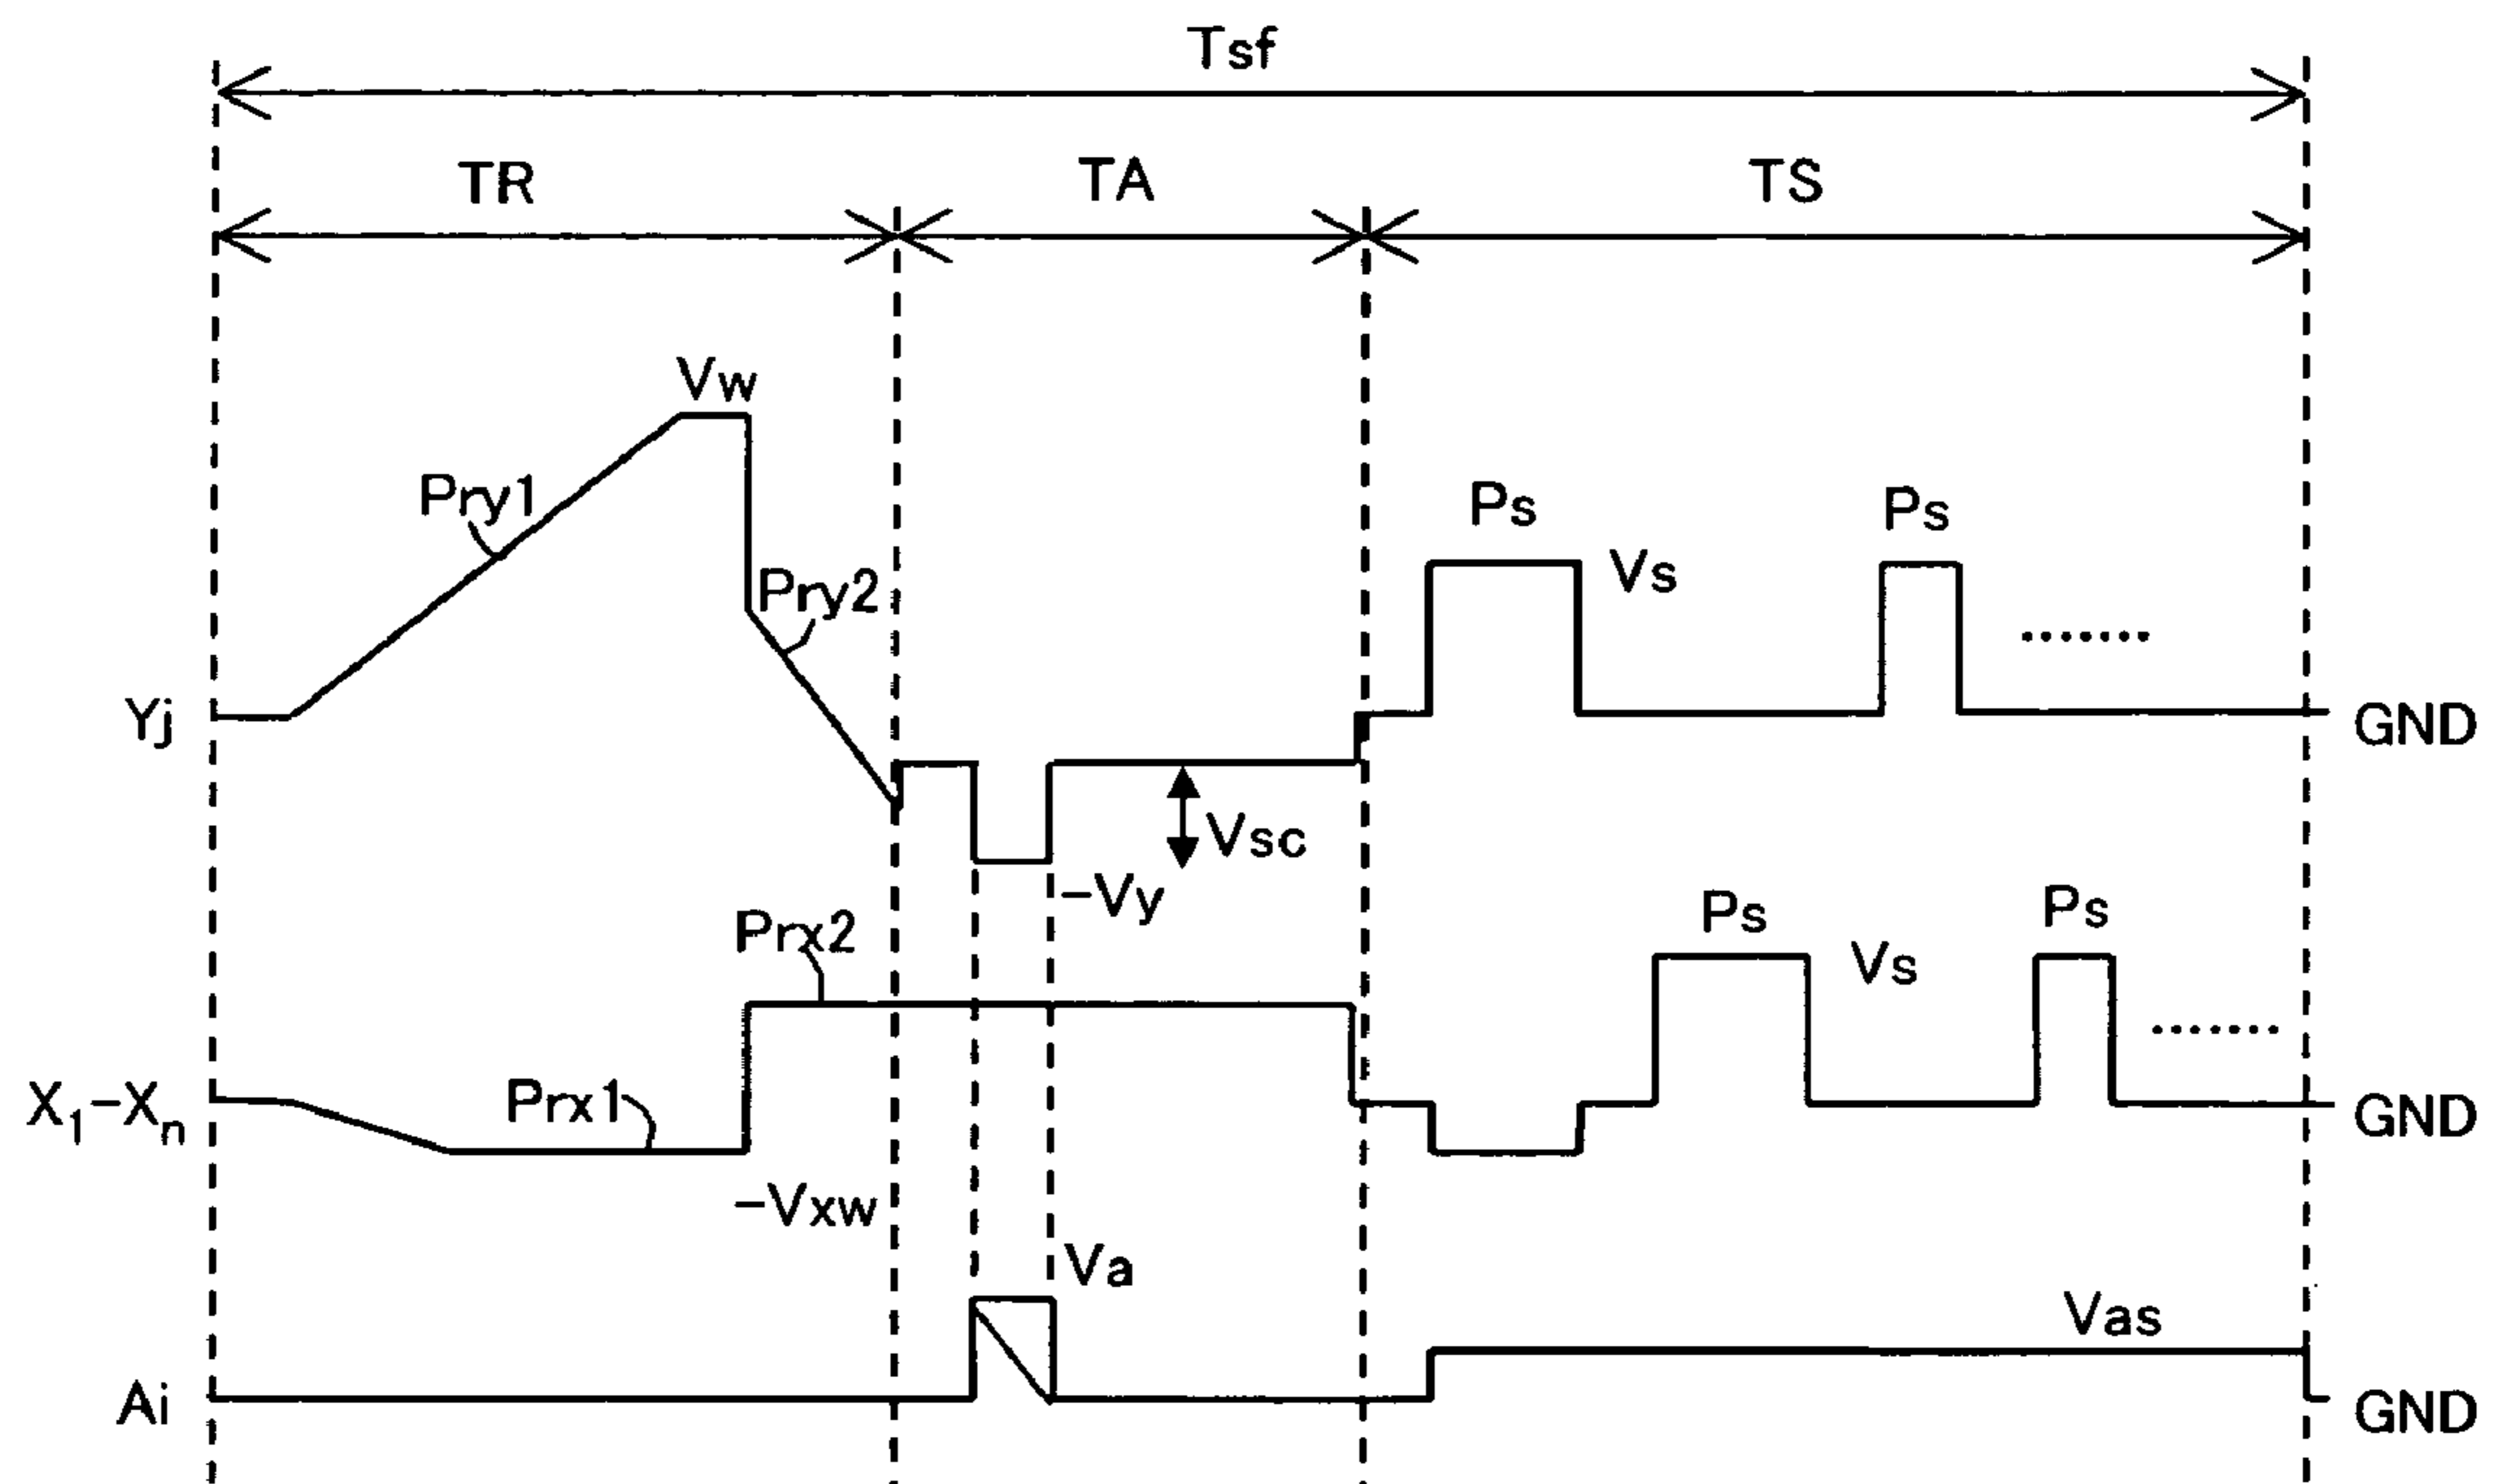 Tsf
TR TA TS
Vw
Pry1 Ps Ps
Pry2 Vs
Yj GND
Vsc
-Vy
Prx2 Ps Ps
Vs
X1-Xn Prx1 GND
-Vxw
Va
Vas
Ai GND